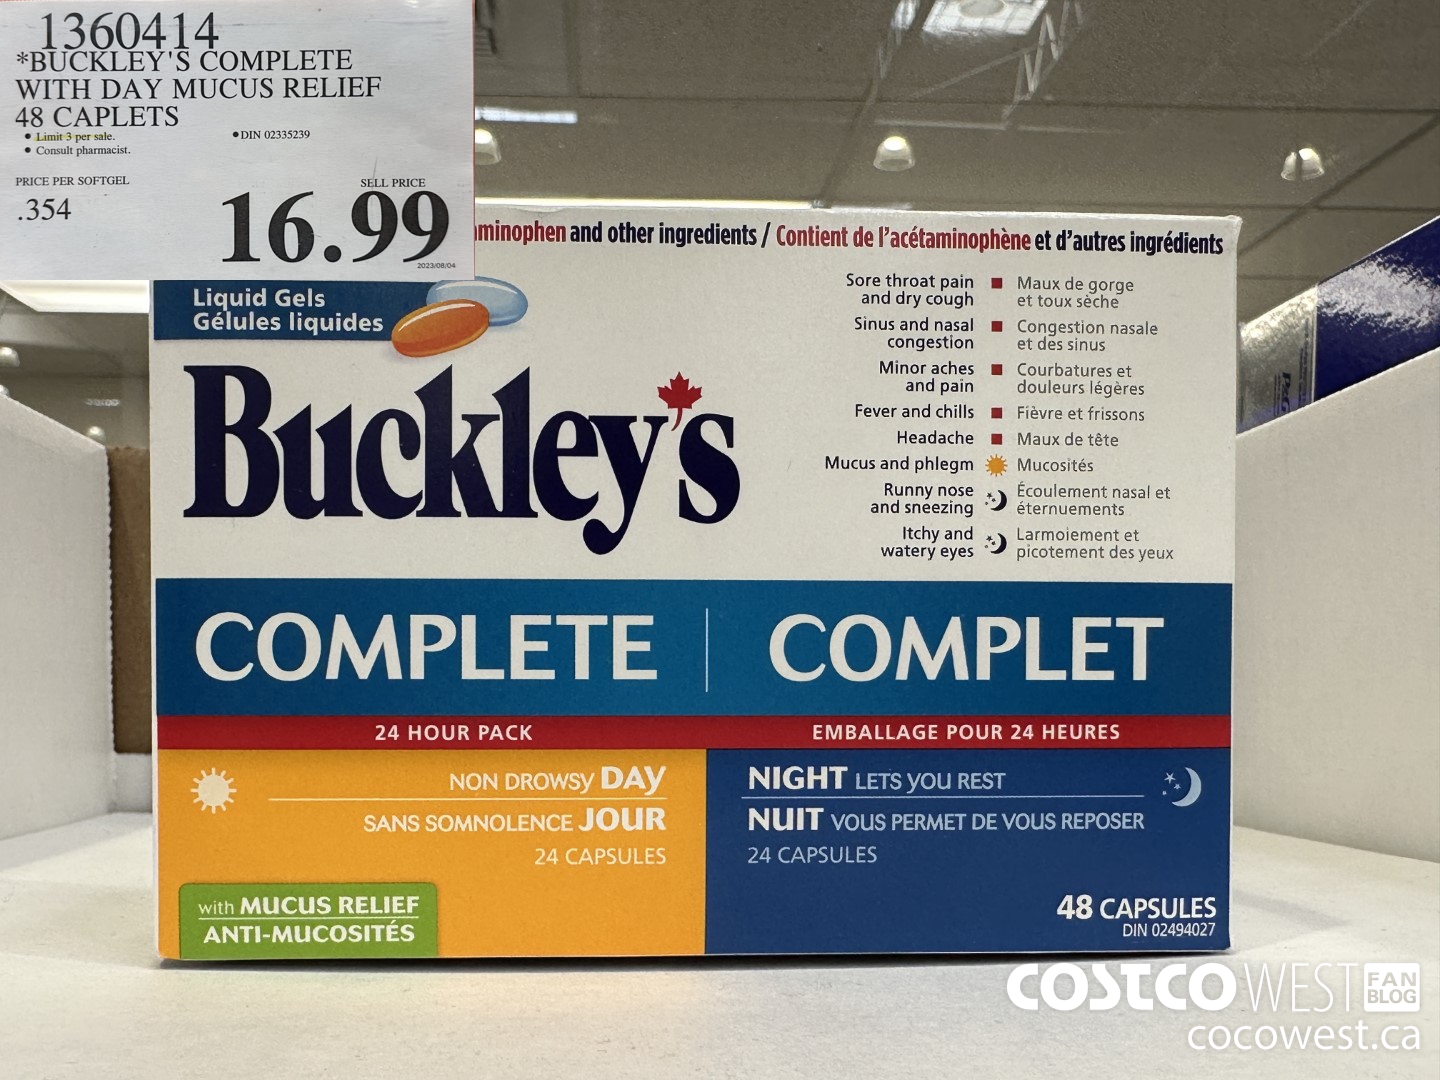 1360414
*BUCKLEY'S COMPLETE
WITH DAY MUCUS RELIEF
48 CAPLETS
• Limit 3 per sale.
• DIN 02335239
• Consult pharmacist.
PRICE PER SOFTGEL
SELL PRICE
.354
16.99
2023/08/04
aminophen and other ingredients / Contient de l'acétaminophène et d'autres ingrédients
Liquid Gels
Gélules liquides
Buckley's
Sore throat pain
and dry cough
Maux de gorge
et toux sèche
Sinus and nasal
congestion
Congestion nasale
et des sinus
Minor aches
and pain
Courbatures et
douleurs légères
Fever and chills
Fièvre et frissons
Headache
Maux de tête
Mucus and phlegm
Mucosités
Runny nose
and sneezing
Écoulement nasal et
éternuements
Itchy and
watery eyes
Larmoiement et
picotement des yeux
COMPLETE
COMPLET
24 HOUR PACK
EMBALLAGE POUR 24 HEURES
NON DROWSY DAY
SANS SOMNOLENCE JOUR
24 CAPSULES
NIGHT LETS YOU REST
NUIT VOUS PERMET DE VOUS REPOSER
24 CAPSULES
with MUCUS RELIEF
ANTI-MUCOSITÉS
48 CAPSULES
DIN 02494027
COSTCO WEST FAN BLOG
cocowest.ca